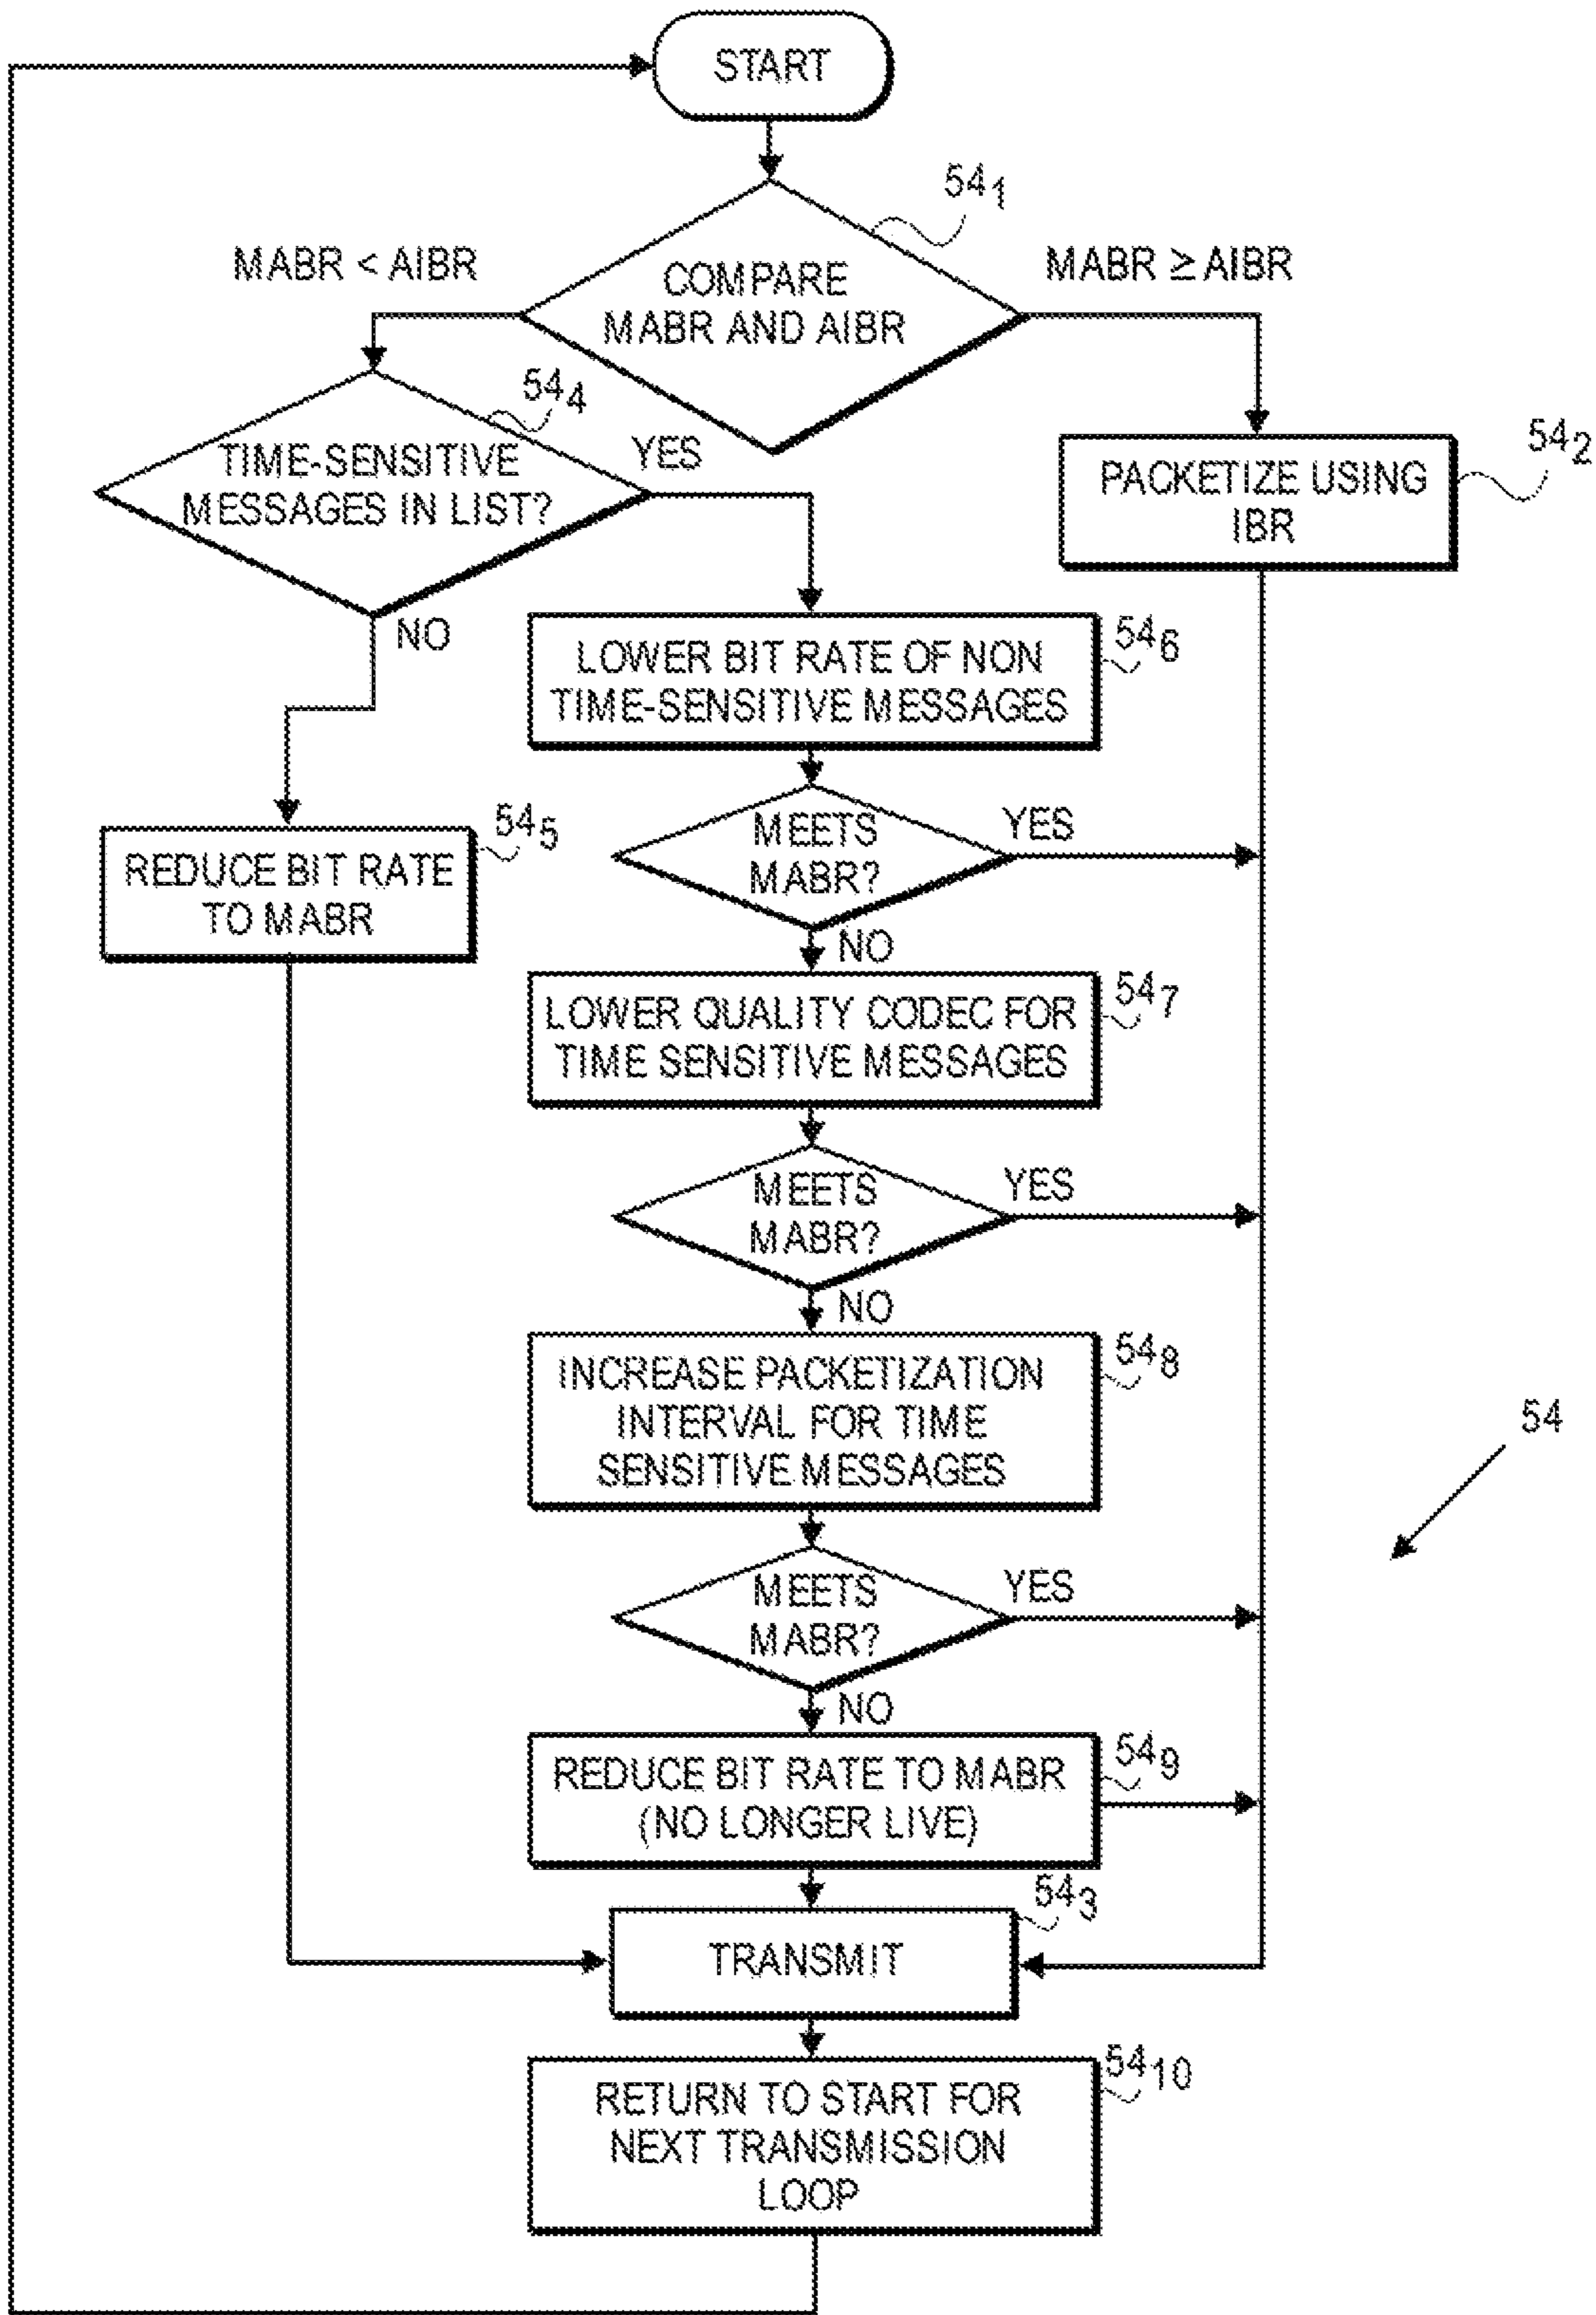 START
54₁
MABR < AIBR
COMPARE
MABR AND AIBR
MABR ≥ AIBR
54₄
TIME-SENSITIVE
MESSAGES IN LIST?
YES
54₂
PACKETIZE USING
IBR
NO
54₆
LOWER BIT RATE OF NON
TIME-SENSITIVE MESSAGES
54₅
REDUCE BIT RATE
TO MABR
MEETS
MABR?
YES
NO
54₇
LOWER QUALITY CODEC FOR
TIME SENSITIVE MESSAGES
MEETS
MABR?
YES
NO
54₈
INCREASE PACKETIZATION
INTERVAL FOR TIME
SENSITIVE MESSAGES
54
MEETS
MABR?
YES
NO
54₉
REDUCE BIT RATE TO MABR
(NO LONGER LIVE)
54₃
TRANSMIT
54₁₀
RETURN TO START FOR
NEXT TRANSMISSION
LOOP